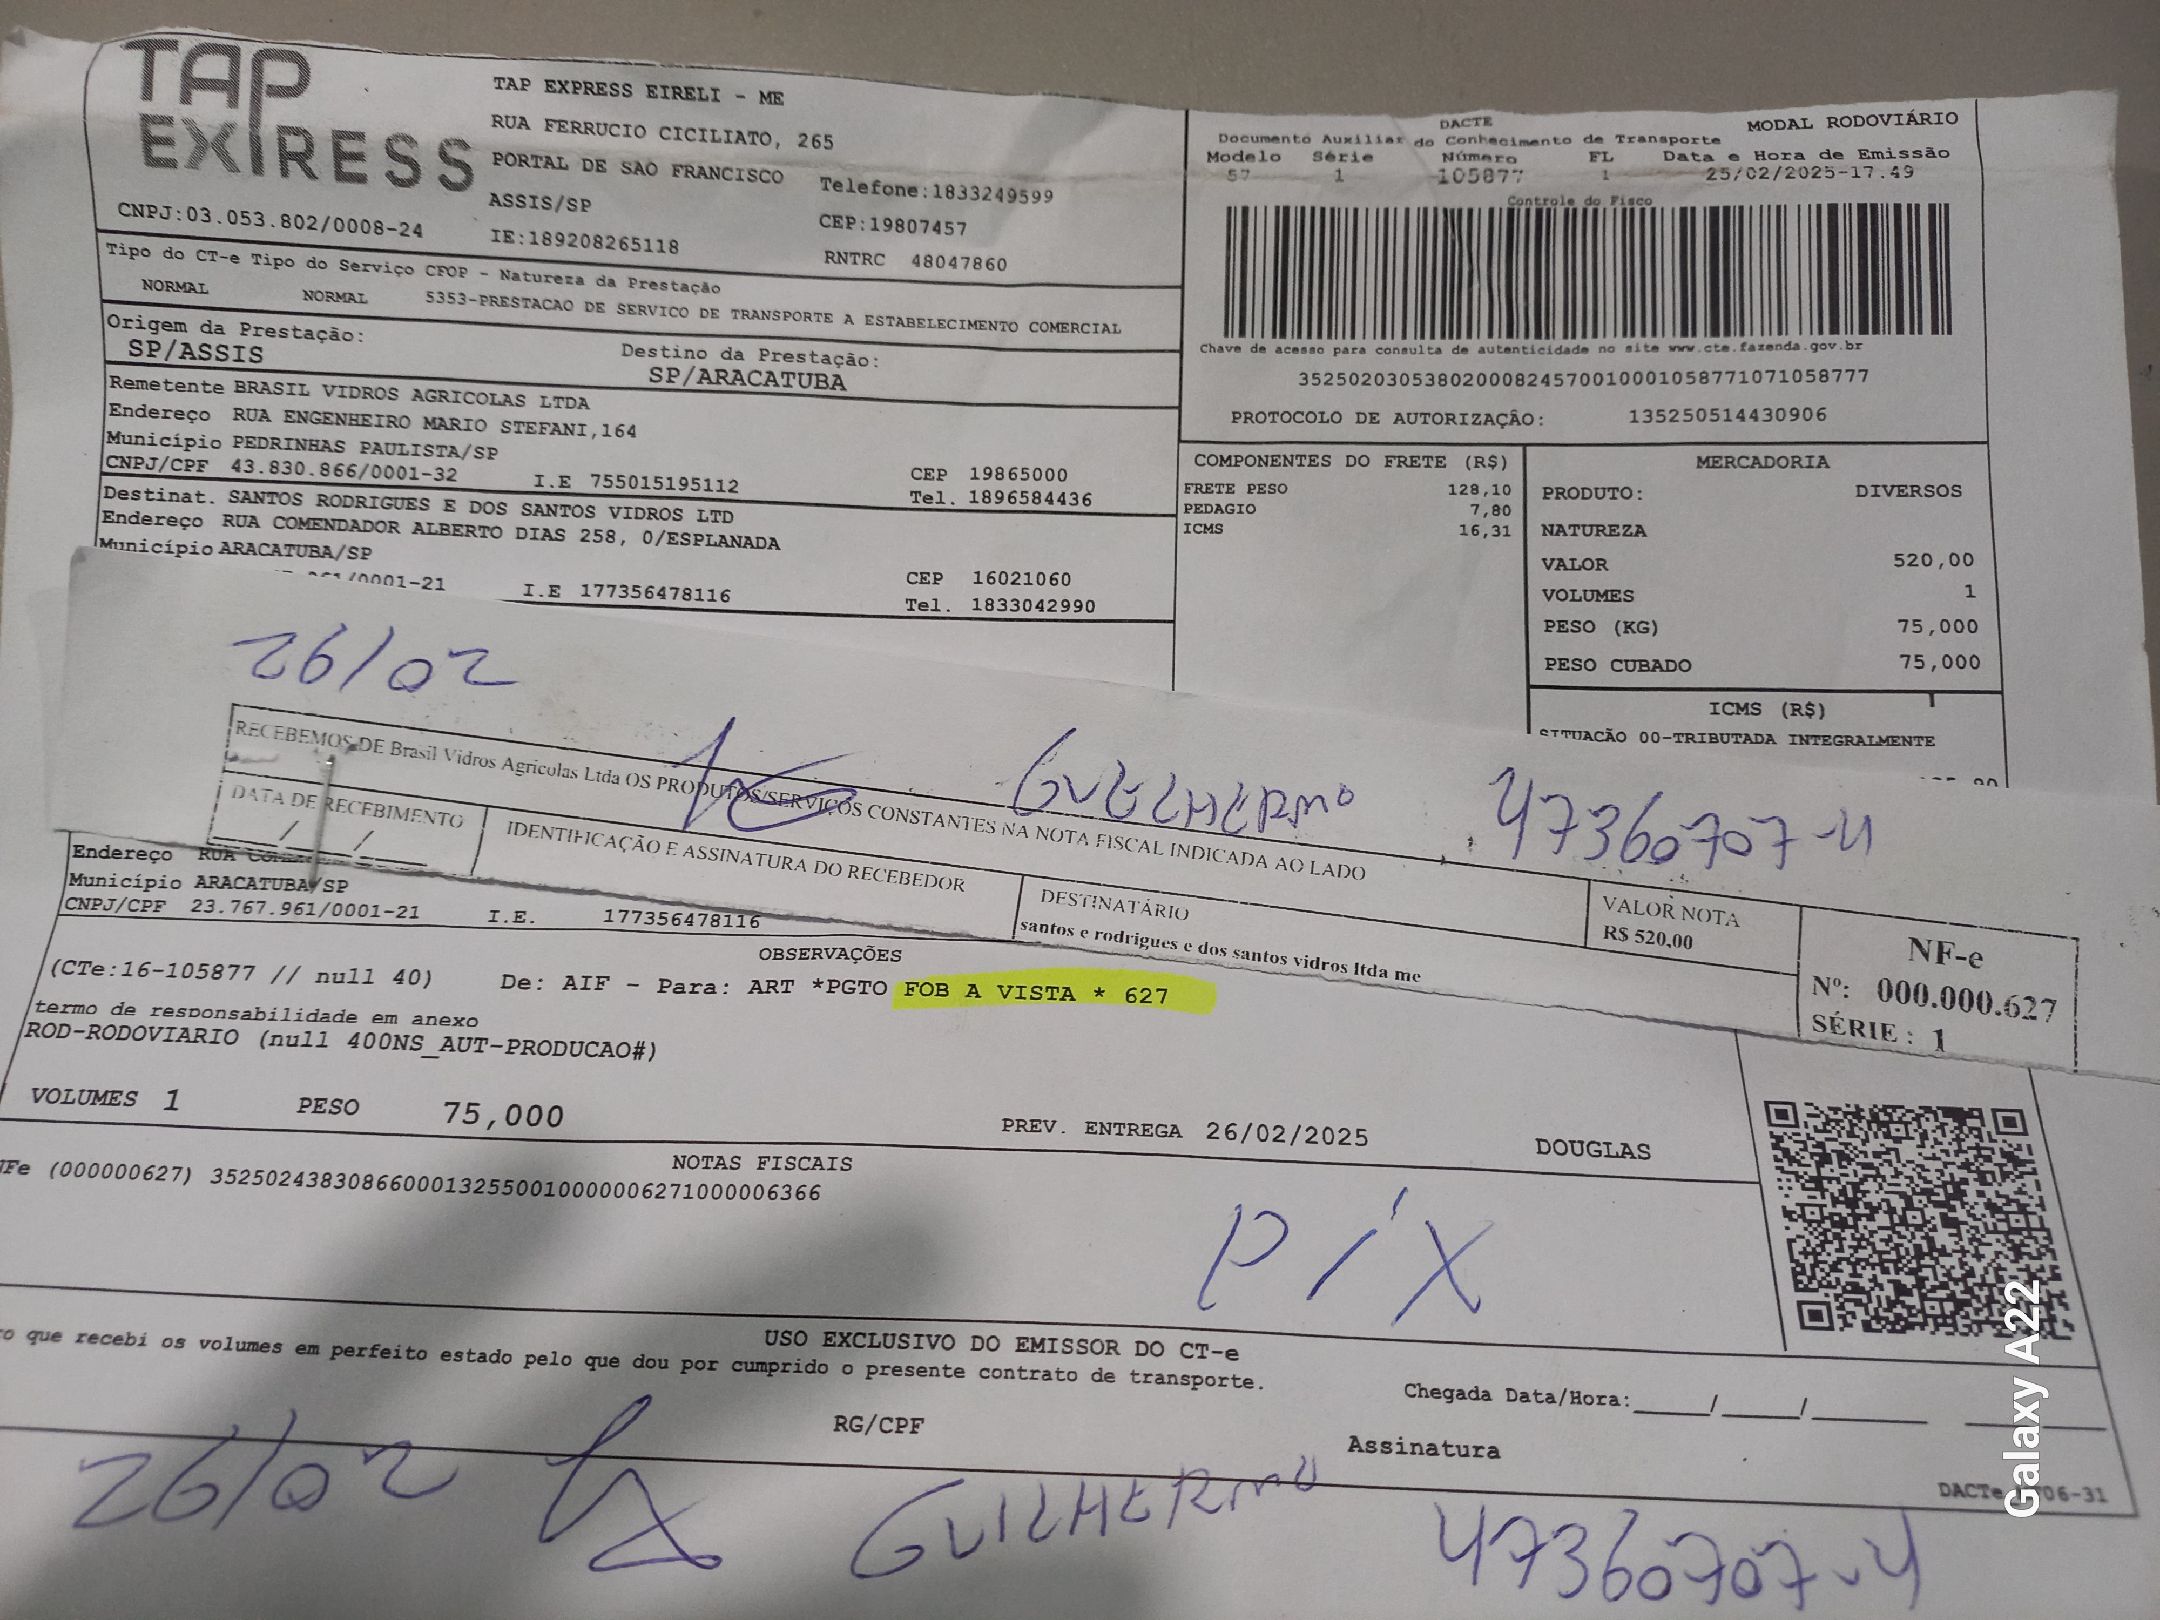 TAP
EXPRESS
TAP EXPRESS EIRELI - ME
RUA FERRUCIO CICILIATO, 265
PORTAL DE SAO FRANCISCO
Telefone:1833249599
ASSIS/SP
CEP:19807457
CNPJ:03.053.802/0008-24
IE:189208265118
RNTRC 48047860
DACTE
MODAL RODOVIÁRIO
Documento Auxiliar do Conhecimento de Transporte
Modelo Série Número FL Data e Hora de Emissão
57 1 105877 1 25/02/2025-17.49
Controle do Fisco
Chave de acesso para consulta de autenticidade no site www.cte.fazenda.gov.br
35250203053802000824570010001058771071058777
PROTOCOLO DE AUTORIZAÇÃO: 135250514430906
Tipo do CT-e Tipo do Serviço CFOP - Natureza da Prestação
NORMAL NORMAL 5353-PRESTACAO DE SERVICO DE TRANSPORTE A ESTABELECIMENTO COMERCIAL
Origem da Prestação:
SP/ASSIS
Destino da Prestação:
SP/ARACATUBA
Remetente BRASIL VIDROS AGRICOLAS LTDA
Endereço RUA ENGENHEIRO MARIO STEFANI,164
Município PEDRINHAS PAULISTA/SP
CEP 19865000
CNPJ/CPF 43.830.866/0001-32 I.E 755015195112 Tel. 1896584436
Destinat. SANTOS RODRIGUES E DOS SANTOS VIDROS LTD
Endereço RUA COMENDADOR ALBERTO DIAS 258, 0/ESPLANADA
Município ARACATUBA/SP
CEP 16021060
/0001-21 I.E 177356478116 Tel. 1833042990
COMPONENTES DO FRETE (R$)
FRETE PESO 128,10
PEDAGIO 7,80
ICMS 16,31
MERCADORIA
PRODUTO: DIVERSOS
NATUREZA
VALOR 520,00
VOLUMES 1
PESO (KG) 75,000
PESO CUBADO 75,000
ICMS (R$)
SITUACÃO 00-TRIBUTADA INTEGRALMENTE
26/02
GUILHERMO
47360707-4
RECEBEMOS DE Brasil Vidros Agricolas Ltda OS PRODUTOS/SERVIÇOS CONSTANTES NA NOTA FISCAL INDICADA AO LADO
DATA DE RECEBIMENTO
/ /
IDENTIFICAÇÃO E ASSINATURA DO RECEBEDOR
DESTINATÁRIO
santos e rodrigues e dos santos vidros ltda me
VALOR NOTA
R$ 520,00
NF-e
Nº: 000.000.627
SÉRIE : 1
Endereço RUA
Município ARACATUBA/SP
CNPJ/CPF 23.767.961/0001-21 I.E. 177356478116
OBSERVAÇÕES
(CTe:16-105877 // null 40) De: AIF - Para: ART *PGTO FOB A VISTA * 627
termo de responsabilidade em anexo
ROD-RODOVIARIO (null 400NS_AUT-PRODUCAO#)
VOLUMES 1 PESO 75,000 PREV. ENTREGA 26/02/2025 DOUGLAS
NOTAS FISCAIS
NFe (000000627) 35250243830866000132550010000006271000006366
PIX
USO EXCLUSIVO DO EMISSOR DO CT-e
ro que recebi os volumes em perfeito estado pelo que dou por cumprido o presente contrato de transporte.
Chegada Data/Hora: / /
RG/CPF
Assinatura
26/02
GUILHERMO
47360707-4
DACTe 06-31
Galaxy A22